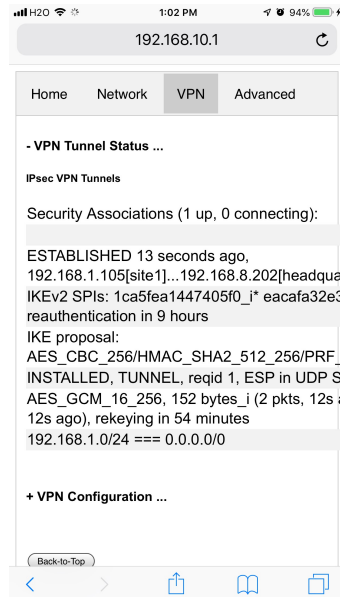 H2O 1:02 PM 94%
192.168.10.1
Home Network VPN Advanced
- VPN Tunnel Status ...
IPsec VPN Tunnels
Security Associations (1 up, 0 connecting):
ESTABLISHED 13 seconds ago,
192.168.1.105[site1]...192.168.8.202[headqua
IKEv2 SPIs: 1ca5fea1447405f0_i* eacafa32e3
reauthentication in 9 hours
IKE proposal:
AES_CBC_256/HMAC_SHA2_512_256/PRF_
INSTALLED, TUNNEL, reqid 1, ESP in UDP S
AES_GCM_16_256, 152 bytes_i (2 pkts, 12s a
12s ago), rekeying in 54 minutes
192.168.1.0/24 === 0.0.0.0/0
+ VPN Configuration ...
Back-to-Top